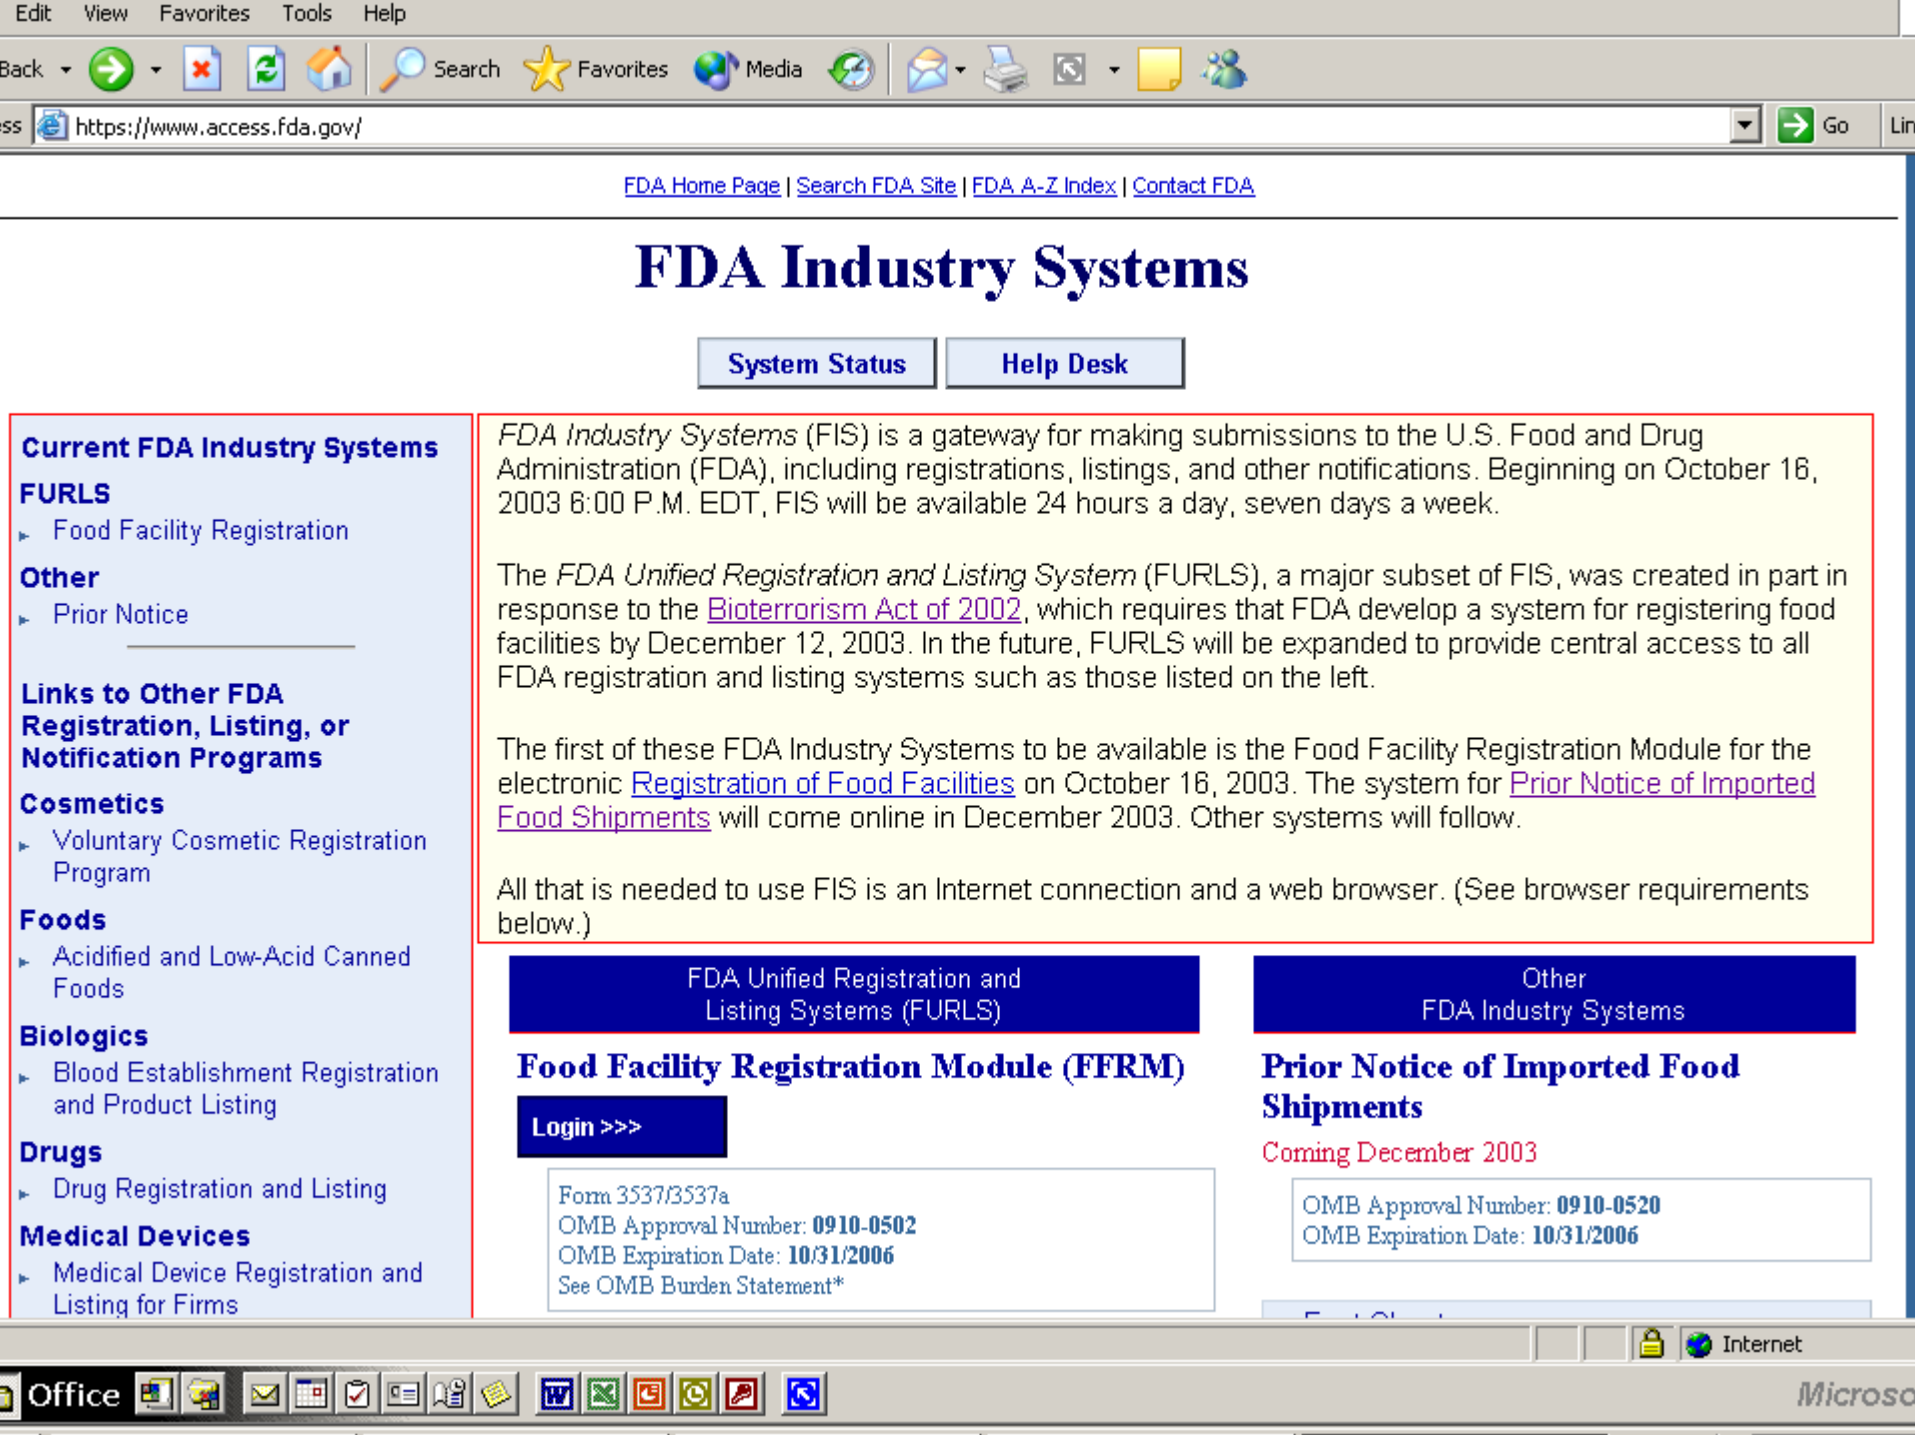 Edit View Favorites Tools Help
Back Search Favorites Media
https://www.access.fda.gov/ Go
FDA Home Page | Search FDA Site | FDA A-Z Index | Contact FDA
FDA Industry Systems
System Status Help Desk
Current FDA Industry Systems
FURLS
Food Facility Registration
Other
Prior Notice
Links to Other FDA
Registration, Listing, or
Notification Programs
Cosmetics
Voluntary Cosmetic Registration
Program
Foods
Acidified and Low-Acid Canned
Foods
Biologics
Blood Establishment Registration
and Product Listing
Drugs
Drug Registration and Listing
Medical Devices
Medical Device Registration and
Listing for Firms
FDA Industry Systems (FIS) is a gateway for making submissions to the U.S. Food and Drug
Administration (FDA), including registrations, listings, and other notifications. Beginning on October 16,
2003 6:00 P.M. EDT, FIS will be available 24 hours a day, seven days a week.
The FDA Unified Registration and Listing System (FURLS), a major subset of FIS, was created in part in
response to the Bioterrorism Act of 2002, which requires that FDA develop a system for registering food
facilities by December 12, 2003. In the future, FURLS will be expanded to provide central access to all
FDA registration and listing systems such as those listed on the left.
The first of these FDA Industry Systems to be available is the Food Facility Registration Module for the
electronic Registration of Food Facilities on October 16, 2003. The system for Prior Notice of Imported
Food Shipments will come online in December 2003. Other systems will follow.
All that is needed to use FIS is an Internet connection and a web browser. (See browser requirements
below.)
FDA Unified Registration and
Listing Systems (FURLS)
Food Facility Registration Module (FFRM)
Login >>>
Form 3537/3537a
OMB Approval Number: 0910-0502
OMB Expiration Date: 10/31/2006
See OMB Burden Statement*
Other
FDA Industry Systems
Prior Notice of Imported Food
Shipments
Coming December 2003
OMB Approval Number: 0910-0520
OMB Expiration Date: 10/31/2006
Internet
Office